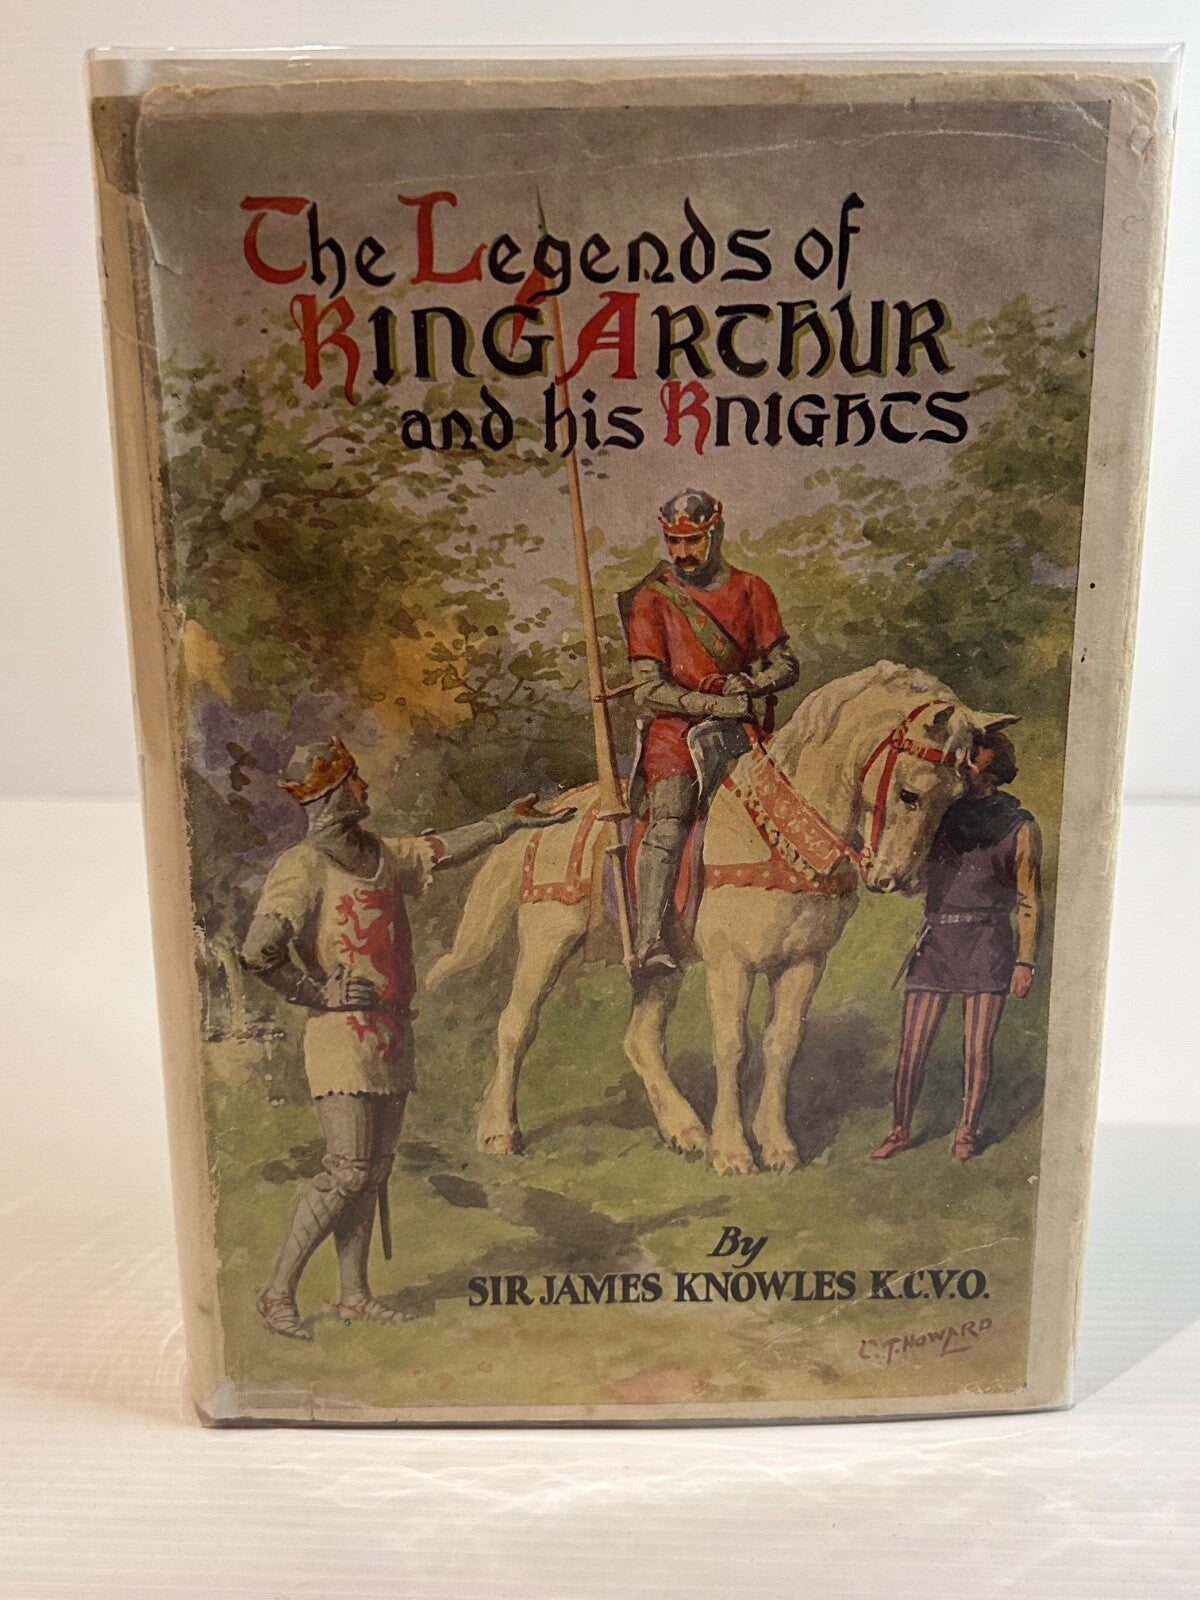 The Legends of
King Arthur
and his Knights
By
SIR JAMES KNOWLES K.C.V.O.
C.T. HOWARD